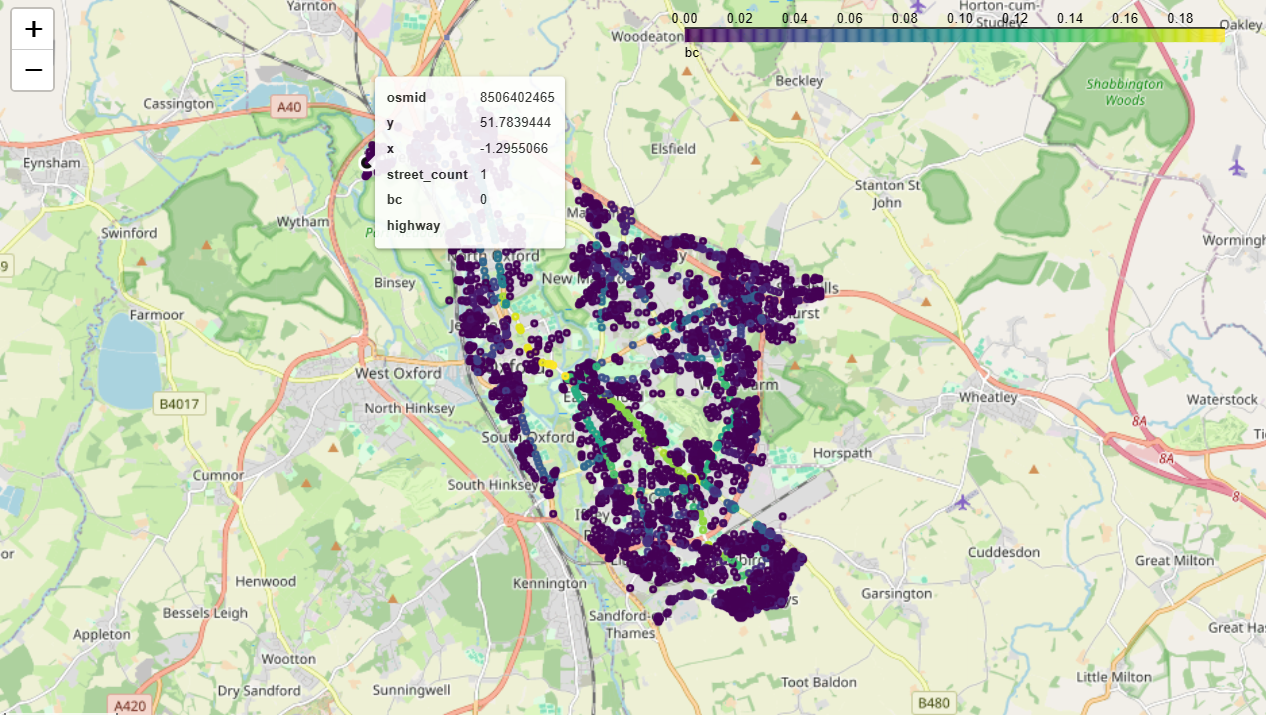 +
−
Yarnton
Horton-cum-
Studley
Oakley
0.00 0.02 0.04 0.06 0.08 0.10 0.12 0.14 0.16 0.18
bc
Woodeaton
Beckley
Shabbington
Woods
Cassington
A40
osmid 8506402465
y 51.7839444
x -1.2955066
street_count 1
bc 0
highway
Elsfield
Eynsham
Stanton St
John
Wytham
Swinford
Worming
9
Binsey
North Oxford
Farmoor
West Oxford
B4017
North Hinksey
Wheatley
Waterstock
8A
8A
8
South Oxford
Horspath
Cumnor
South Hinksey
Cuddesdon
Great Milton
Henwood
Kennington
Garsington
Bessels Leigh
Sandford-
Thames
Appleton
Great Has
Wootton
Dry Sandford
Sunningwell
Toot Baldon
Little Milton
A420
B480